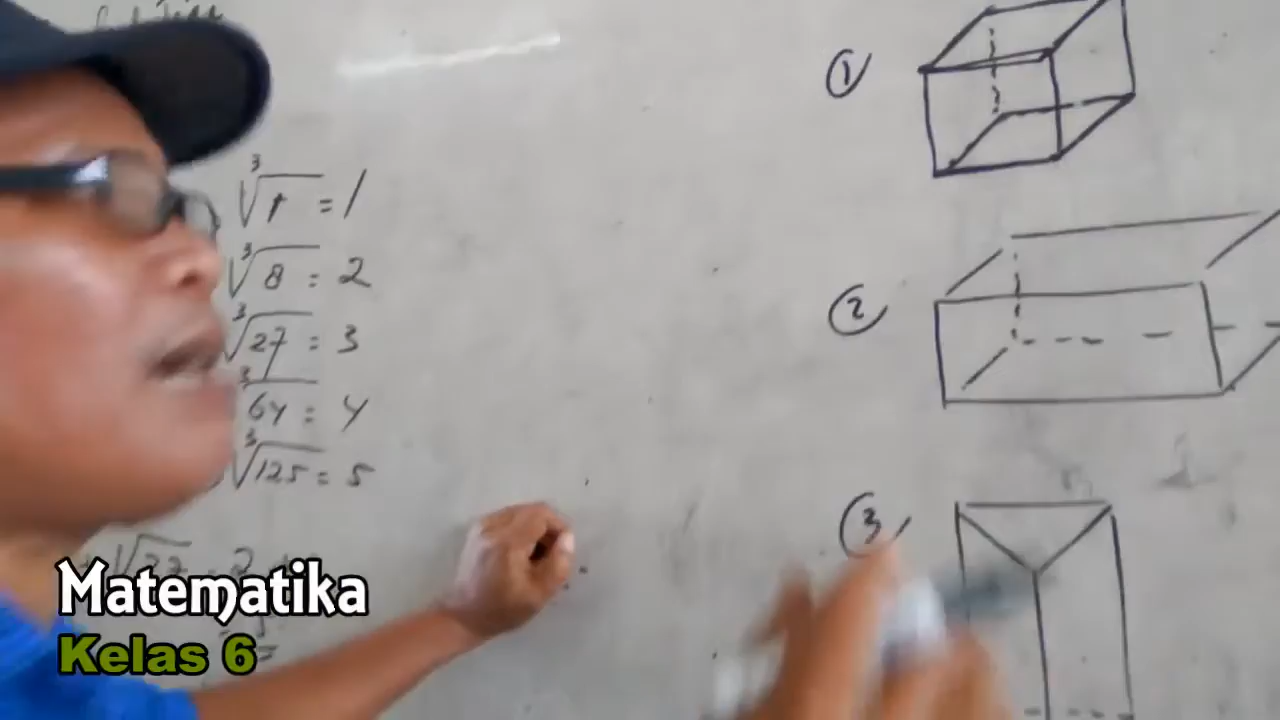 ∛1 = 1
∛8 = 2
∛27 = 3
∛64 = 4
∛125 = 5
①
②
③
Matematika
Kelas 6